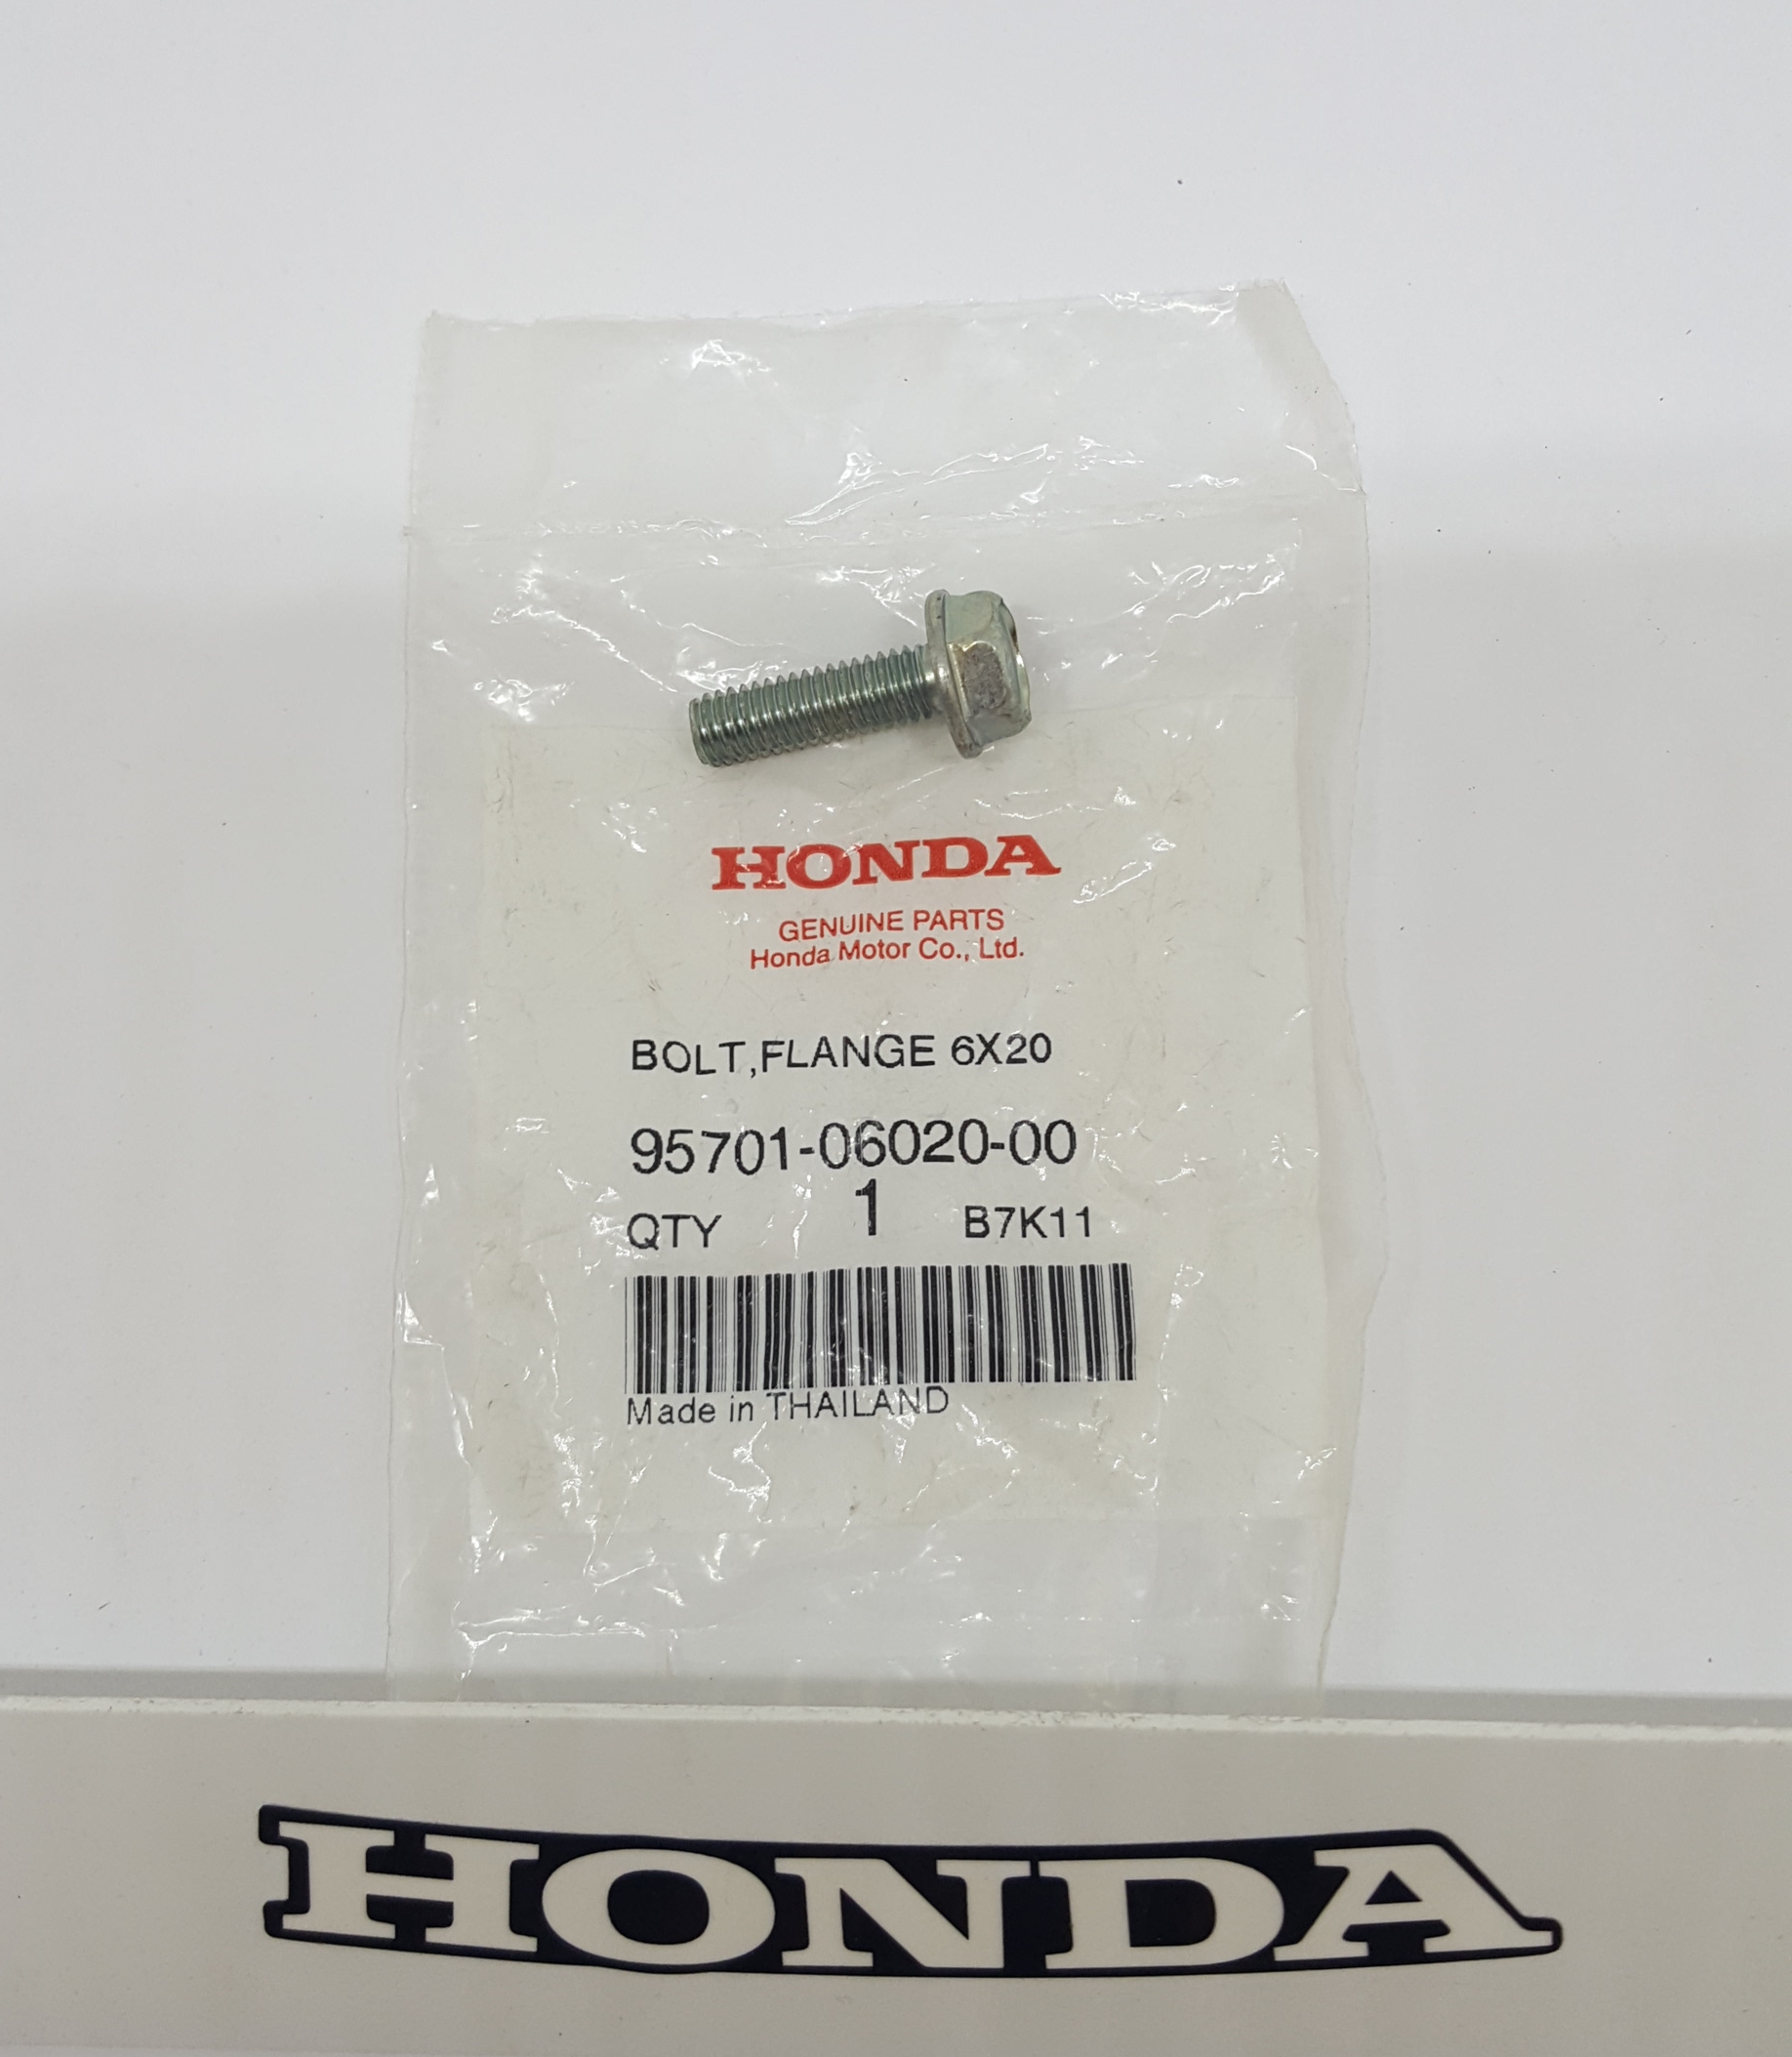 HONDA
GENUINE PARTS
Honda Motor Co., Ltd.
BOLT,FLANGE 6X20
95701-06020-00
QTY 1 B7K11
Made in THAILAND
HONDA